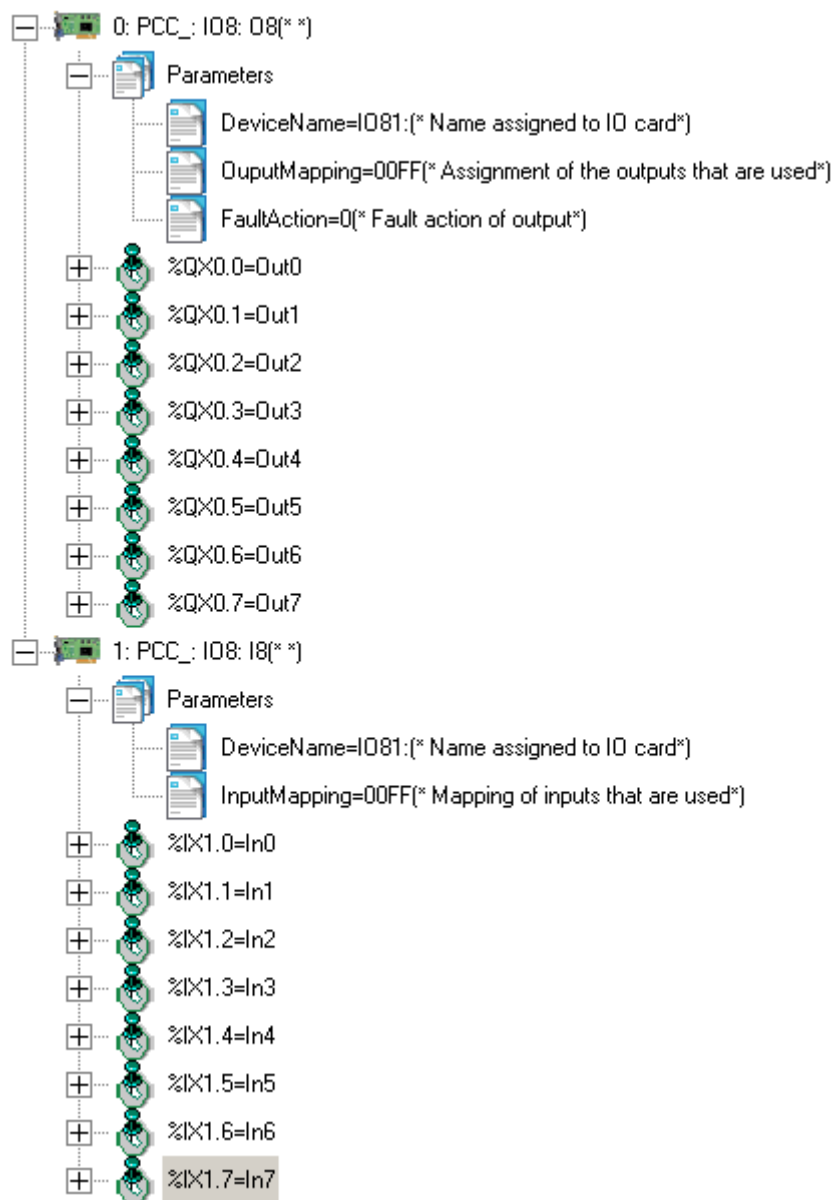 0: PCC_: IO8: O8(* *)
Parameters
DeviceName=IO81:(* Name assigned to IO card*)
OuputMapping=00FF(* Assignment of the outputs that are used*)
FaultAction=0(* Fault action of output*)
%QX0.0=Out0
%QX0.1=Out1
%QX0.2=Out2
%QX0.3=Out3
%QX0.4=Out4
%QX0.5=Out5
%QX0.6=Out6
%QX0.7=Out7
1: PCC_: IO8: I8(* *)
Parameters
DeviceName=IO81:(* Name assigned to IO card*)
InputMapping=00FF(* Mapping of inputs that are used*)
%IX1.0=In0
%IX1.1=In1
%IX1.2=In2
%IX1.3=In3
%IX1.4=In4
%IX1.5=In5
%IX1.6=In6
%IX1.7=In7